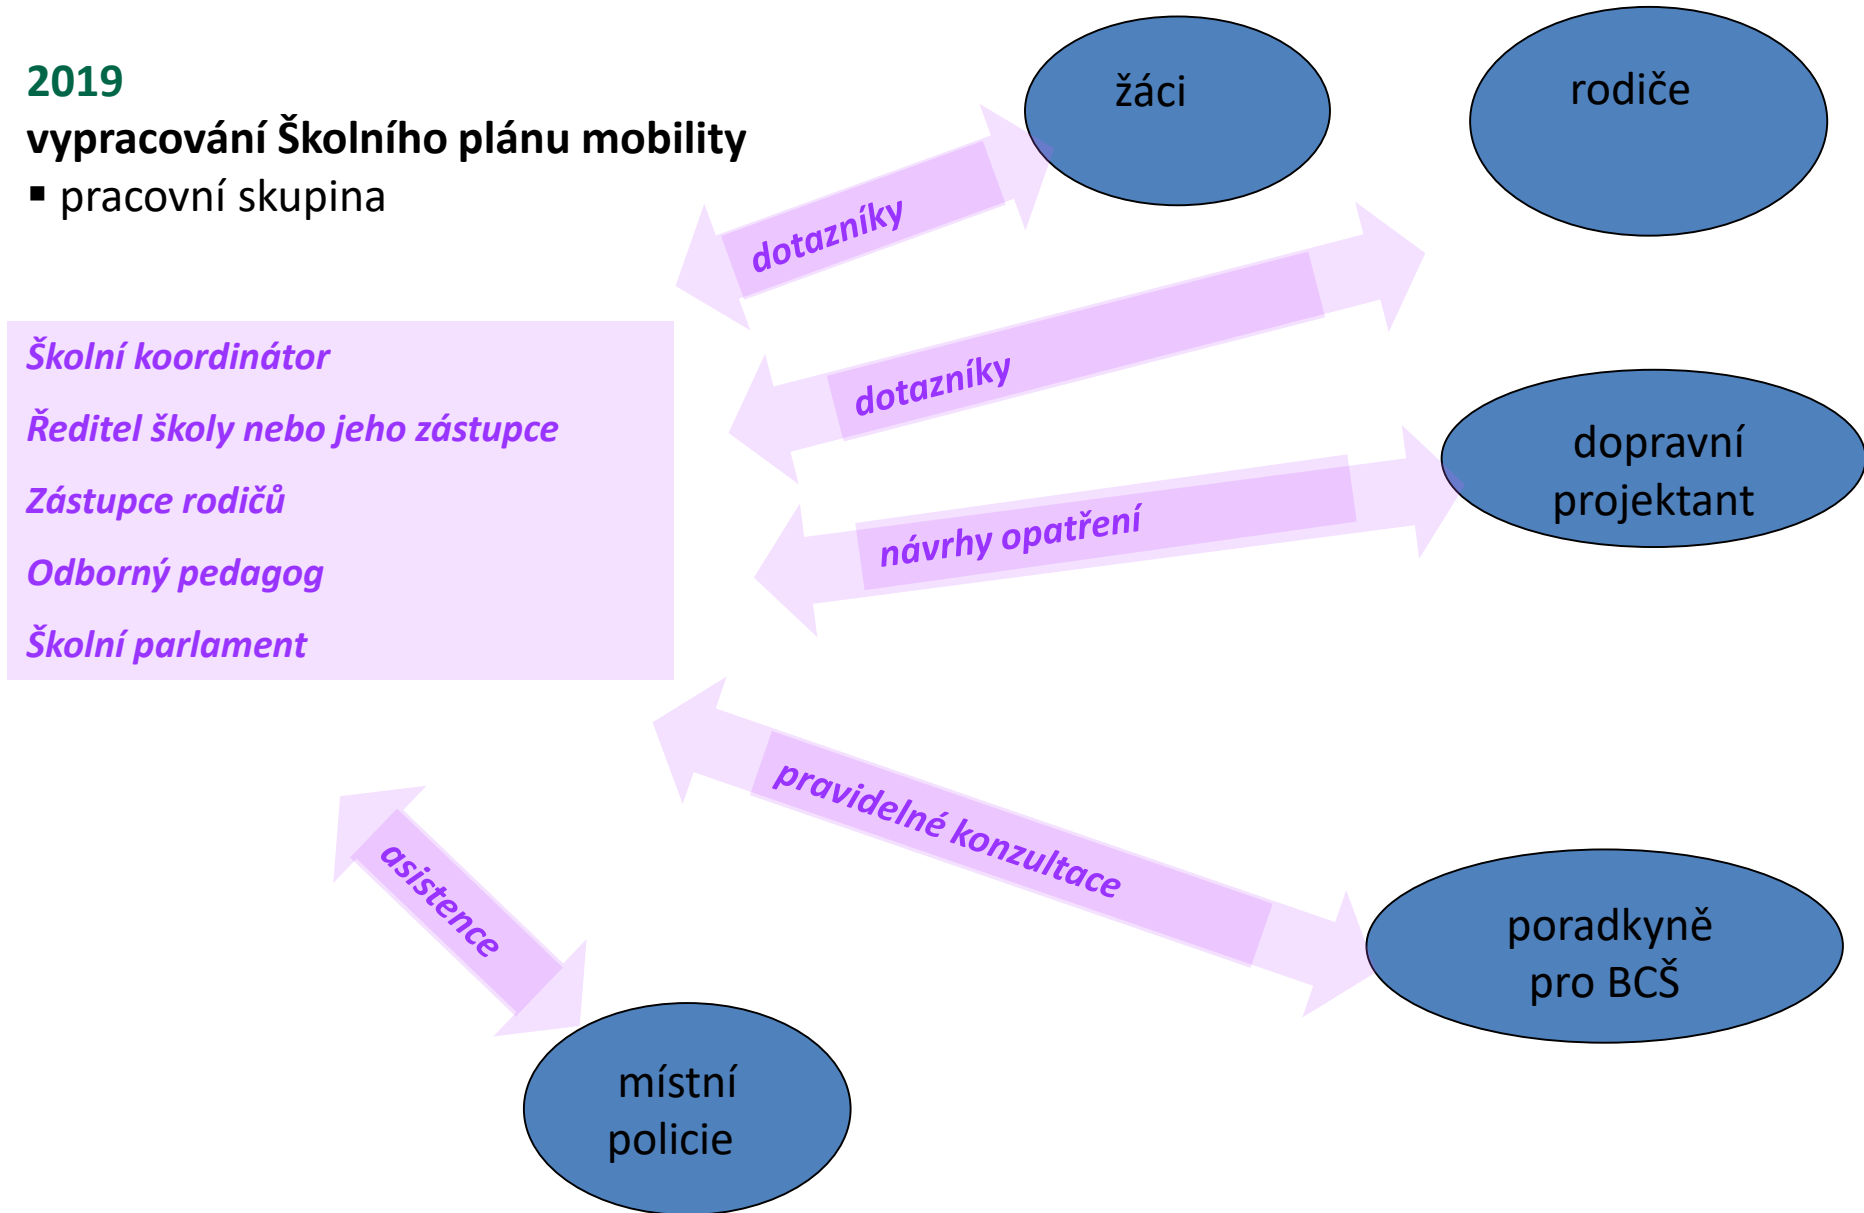 2019
vypracování Školního plánu mobility
▪ pracovní skupina
žáci
rodiče
dotazníky
dotazníky
Školní koordinátor
Ředitel školy nebo jeho zástupce
Zástupce rodičů
Odborný pedagog
Školní parlament
návrhy opatření
dopravní
projektant
pravidelné konzultace
asistence
poradkyně
pro BCŠ
místní
policie